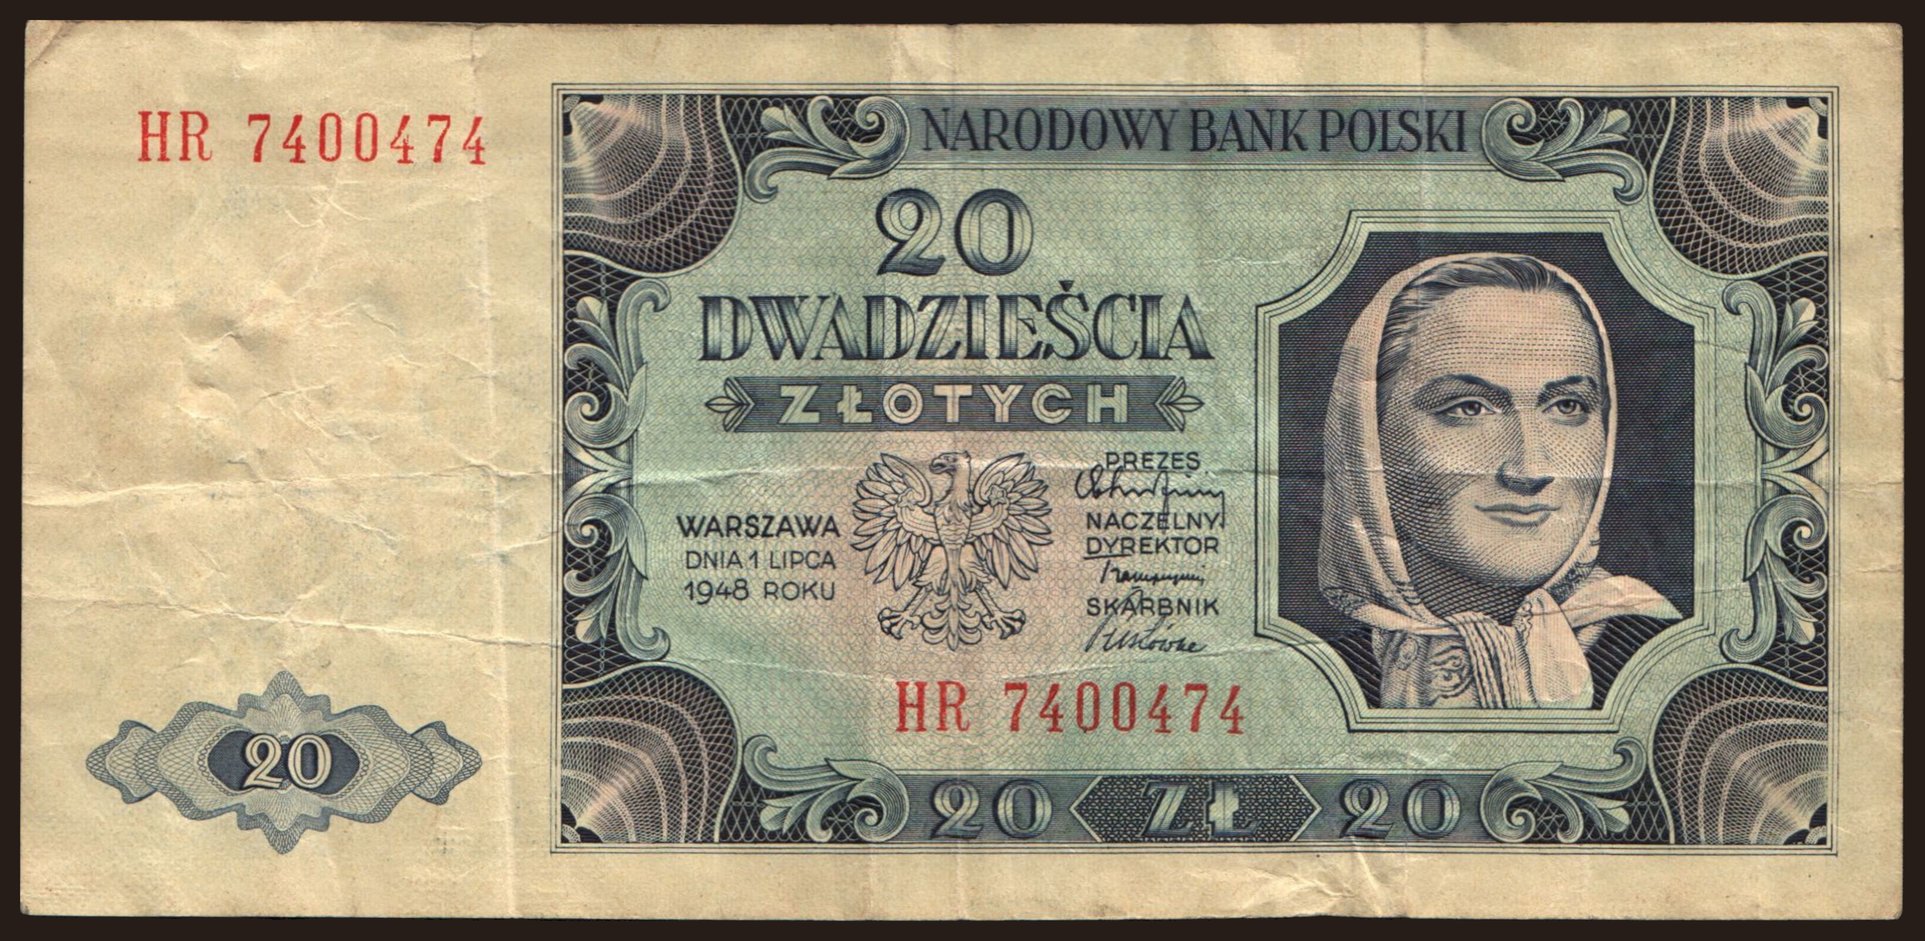 HR 7400474
NARODOWY BANK POLSKI
20
DWADZIEŚCIA
ZŁOTYCH
PREZES
WARSZAWA
DNIA 1 LIPCA
1948 ROKU
NACZELNY
DYREKTOR
SKARBNIK
HR 7400474
20
20 ZŁ 20